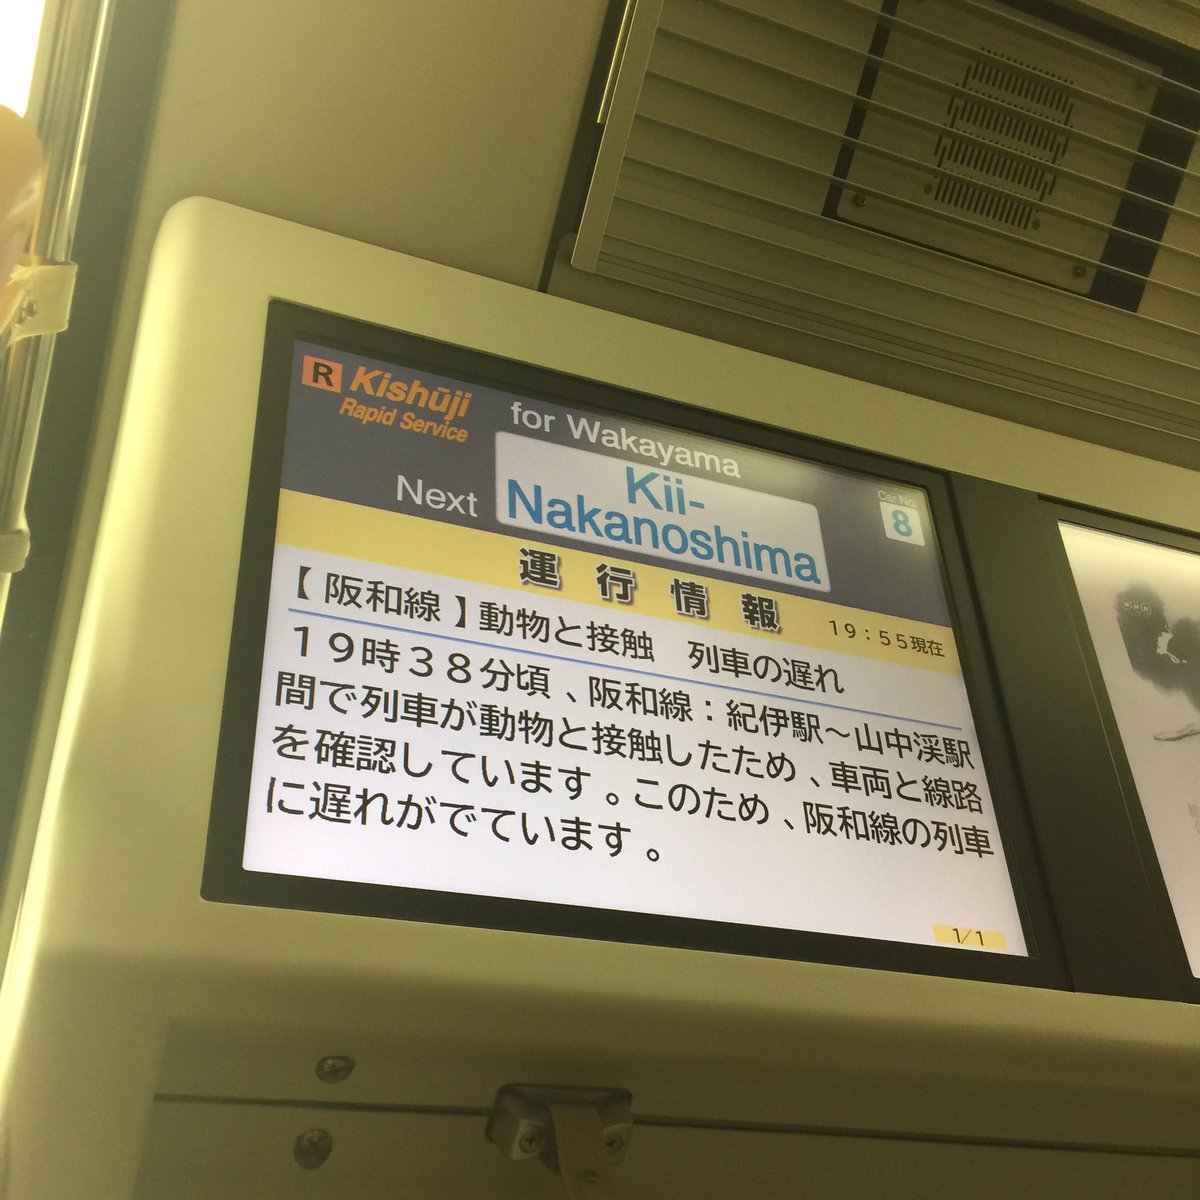 R Kishūji
Rapid Service
for Wakayama
Next
Kii-
Nakanoshima
Car No.
8
運行情報
19:55現在
【阪和線】動物と接触　列車の遅れ
19時38分頃、阪和線：紀伊駅～山中渓駅
間で列車が動物と接触したため、車両と線路
を確認しています。このため、阪和線の列車
に遅れがでています。
1/1